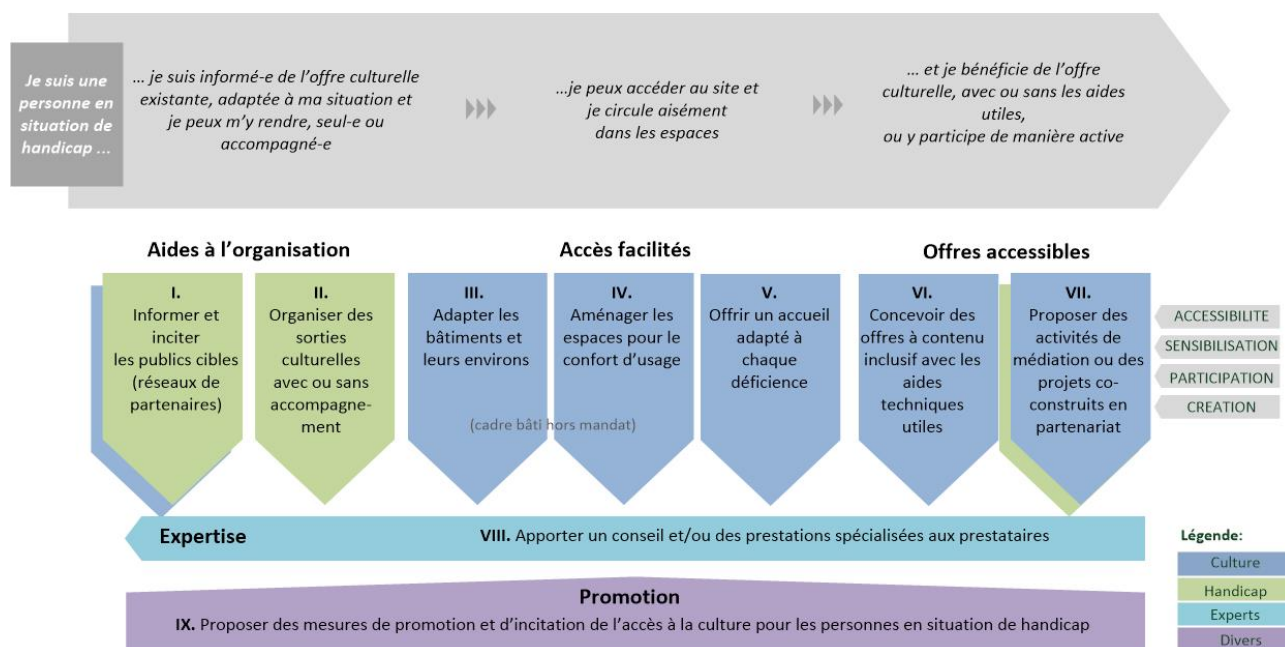 Je suis une
personne en
situation de
handicap ...
... je suis informé-e de l'offre culturelle
existante, adaptée à ma situation et
je peux m'y rendre, seul-e ou
accompagné-e
...je peux accéder au site et
je circule aisément
dans les espaces
... et je bénéficie de l'offre
culturelle, avec ou sans les aides
utiles,
ou y participe de manière active
Aides à l'organisation
Accès facilités
Offres accessibles
I.
Informer et
inciter
les publics cibles
(réseaux de
partenaires)
II.
Organiser des
sorties
culturelles
avec ou sans
accompagne-
ment
III.
Adapter les
bâtiments et
leurs environs
IV.
Aménager les
espaces pour le
confort d'usage
(cadre bâti hors mandat)
V.
Offrir un accueil
adapté à
chaque
déficience
VI.
Concevoir des
offres à contenu
inclusif avec les
aides
techniques
utiles
VII.
Proposer des
activités de
médiation ou des
projets co-
construits en
partenariat
ACCESSIBILITE
SENSIBILISATION
PARTICIPATION
CREATION
Expertise
VIII. Apporter un conseil et/ou des prestations spécialisées aux prestataires
Promotion
IX. Proposer des mesures de promotion et d'incitation de l'accès à la culture pour les personnes en situation de handicap
Légende:
Culture
Handicap
Experts
Divers